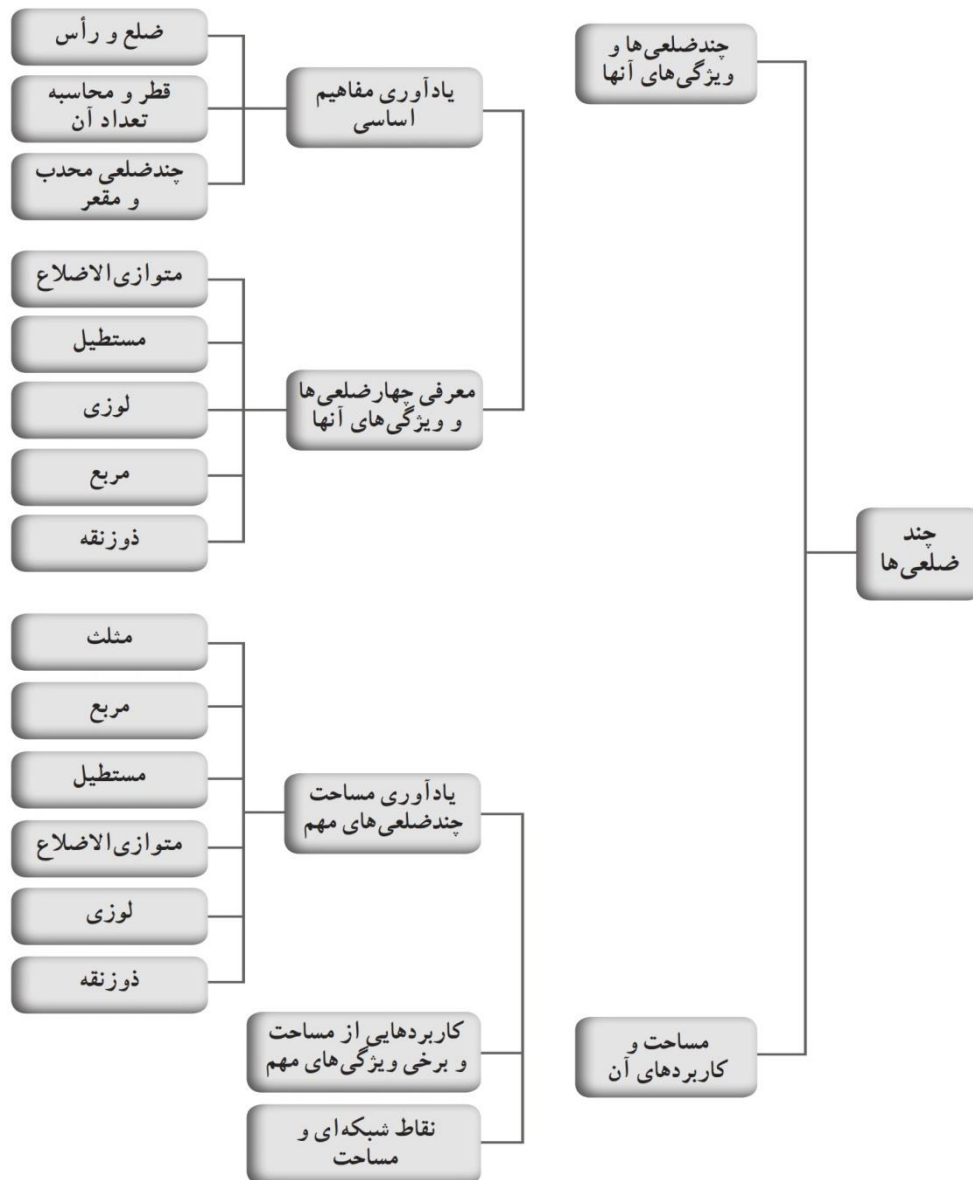 چند
ضلعی‌ها
چندضلعی‌ها و
ویژگی‌های آنها
یادآوری مفاهیم
اساسی
ضلع و رأس
قطر و محاسبه
تعداد آن
چندضلعی محدب
و مقعر
معرفی چهارضلعی‌ها
و ویژگی‌های آنها
متوازی‌الاضلاع
مستطیل
لوزی
مربع
ذوزنقه
مساحت و
کاربردهای آن
یادآوری مساحت
چندضلعی‌های مهم
مثلث
مربع
مستطیل
متوازی‌الاضلاع
لوزی
ذوزنقه
کاربردهایی از مساحت
و برخی ویژگی‌های مهم
نقاط شبکه‌ای و
مساحت